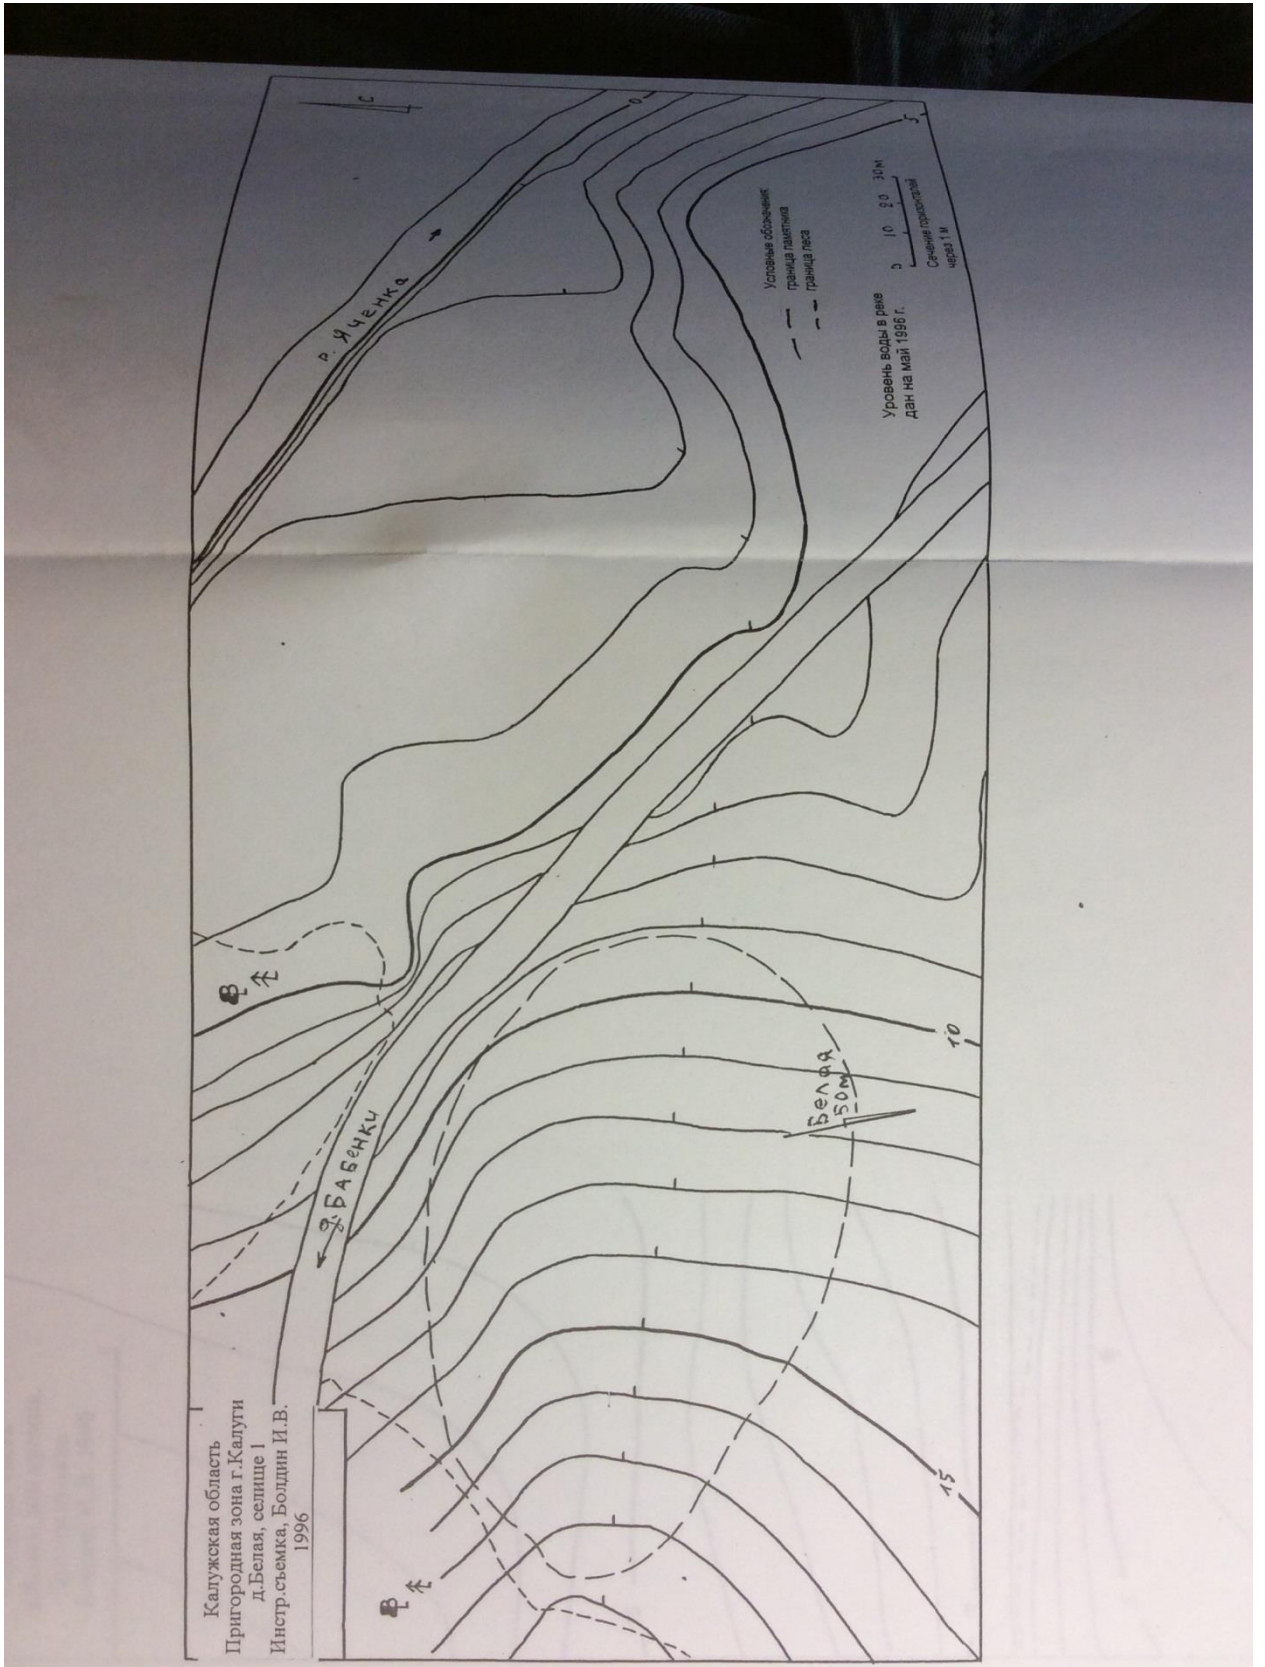 Калужская область
Пригородная зона г.Калуги
д.Белая, селище 1
Инстр.съемка, Болдин И.В.
1996
С
р. Яченка
0
5
д. БАБЕНКИ
Белая
50м
10
15
Условные обозначения:
граница памятника
граница леса
Уровень воды в реке
дан на май 1996 г.
0 10 20 30м
Сечение горизонталей
через 1 м